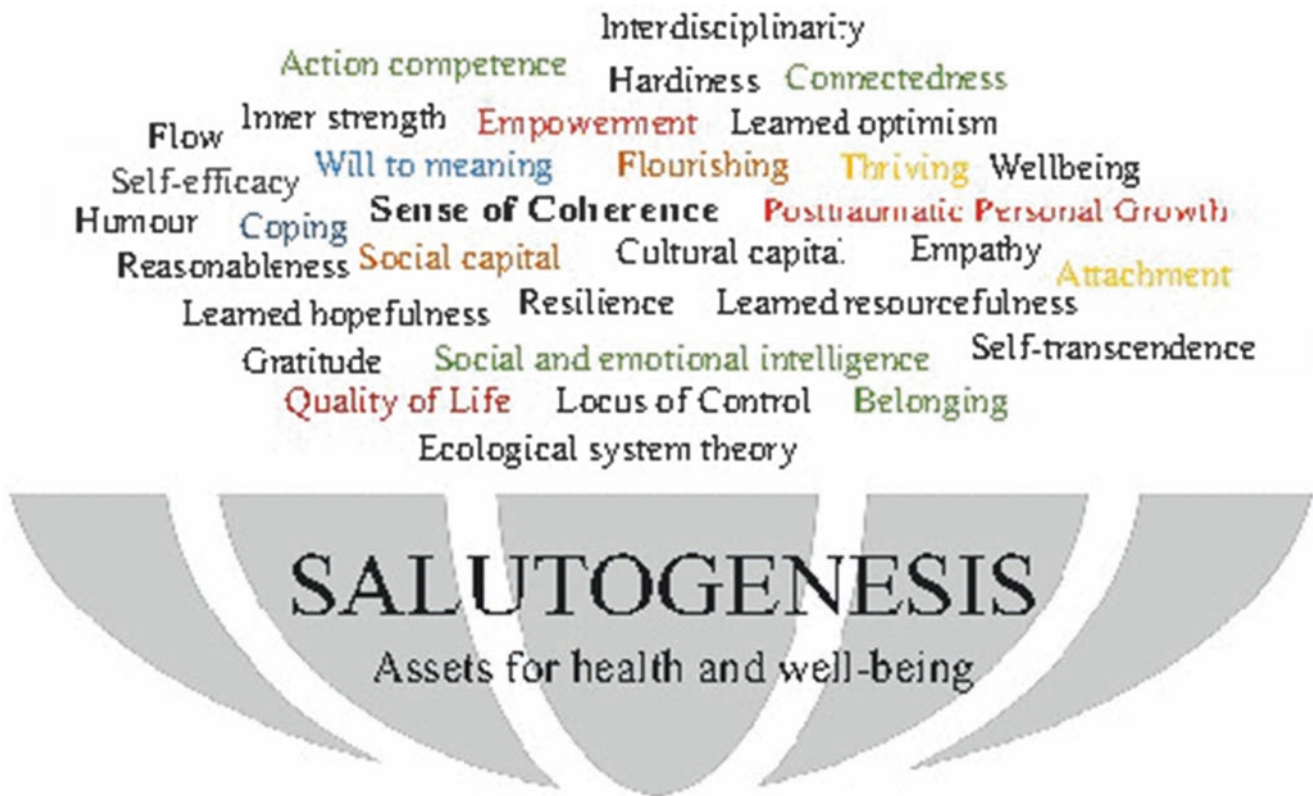 Interdisciplinarity
Action competence
Hardiness
Connectedness
Inner strength
Empowerment
Learned optimism
Flow
Will to meaning
Flourishing
Thriving
Wellbeing
Self-efficacy
Sense of Coherence
Posttraumatic Personal Growth
Humour
Coping
Reasonableness
Social capital
Cultural capital
Empathy
Attachment
Learned hopefulness
Resilience
Learned resourcefulness
Gratitude
Social and emotional intelligence
Self-transcendence
Quality of Life
Locus of Control
Belonging
Ecological system theory
SALUTOGENESIS
Assets for health and well-being